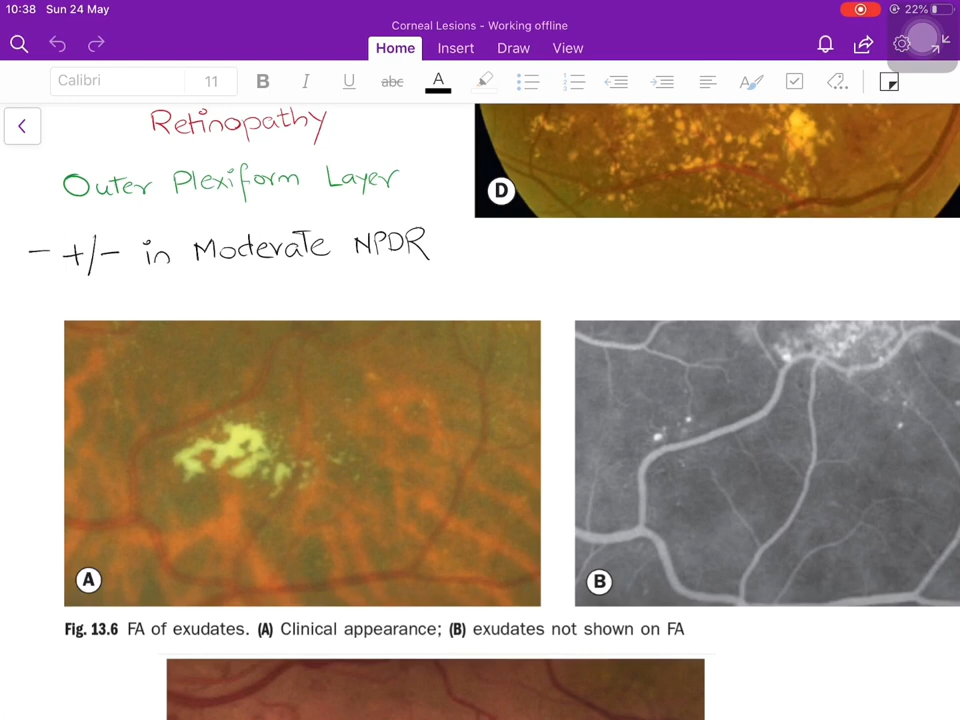 10:38 Sun 24 May
22%
Corneal Lesions - Working offline
Home Insert Draw View
Calibri 11 B I U abc A
Retinopathy
Outer Plexiform Layer
D
- +/- in Moderate NPDR
A
B
Fig. 13.6 FA of exudates. (A) Clinical appearance; (B) exudates not shown on FA